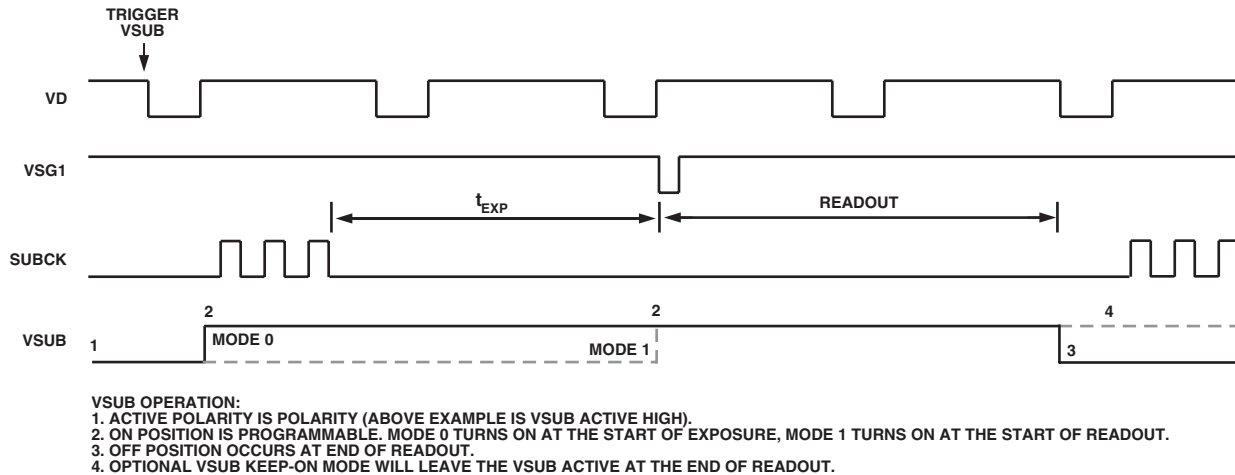 TRIGGER
VSUB
VD
VSG1
tEXP
READOUT
SUBCK
2
2
4
VSUB
1
MODE 0
MODE 1
3
VSUB OPERATION:
1. ACTIVE POLARITY IS POLARITY (ABOVE EXAMPLE IS VSUB ACTIVE HIGH).
2. ON POSITION IS PROGRAMMABLE. MODE 0 TURNS ON AT THE START OF EXPOSURE, MODE 1 TURNS ON AT THE START OF READOUT.
3. OFF POSITION OCCURS AT END OF READOUT.
4. OPTIONAL VSUB KEEP-ON MODE WILL LEAVE THE VSUB ACTIVE AT THE END OF READOUT.